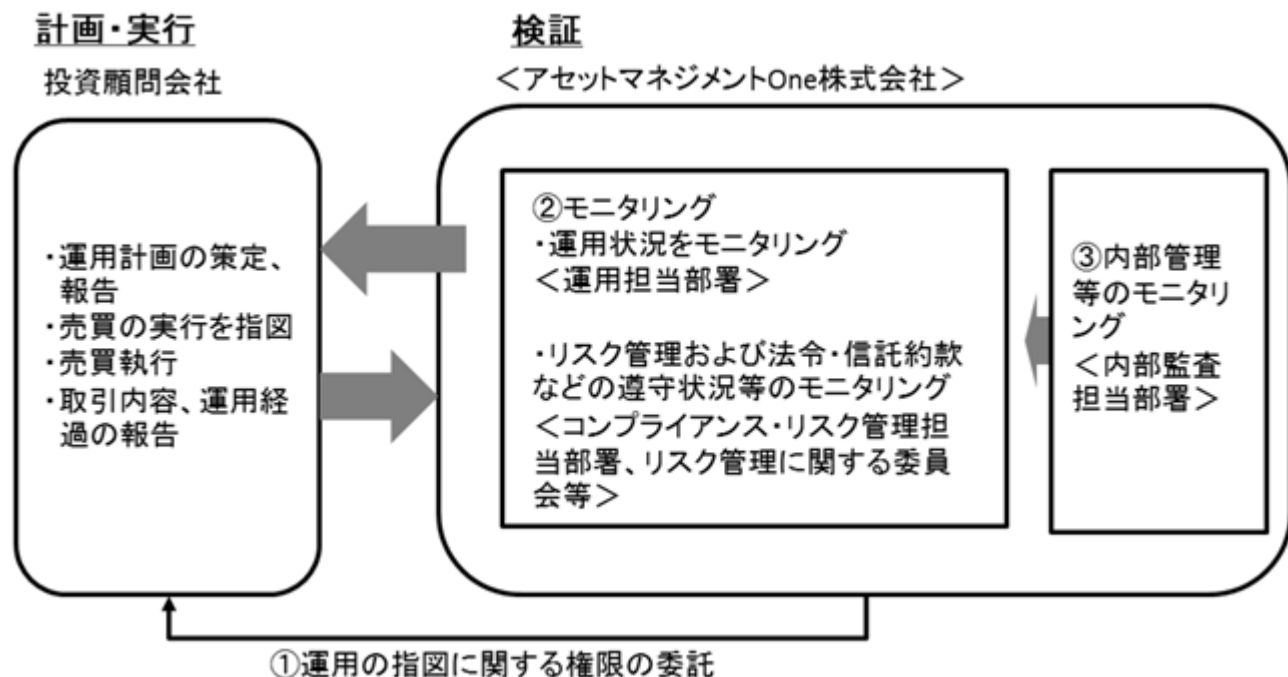 計画・実行
投資顧問会社
・運用計画の策定、
報告
・売買の実行を指図
・売買執行
・取引内容、運用経
過の報告
検証
＜アセットマネジメントOne株式会社＞
②モニタリング
・運用状況をモニタリング
＜運用担当部署＞
・リスク管理および法令・信託約款
などの遵守状況等のモニタリング
＜コンプライアンス・リスク管理担
当部署、リスク管理に関する委員
会等＞
③内部管理
等のモニタリ
ング
＜内部監査
担当部署＞
①運用の指図に関する権限の委託